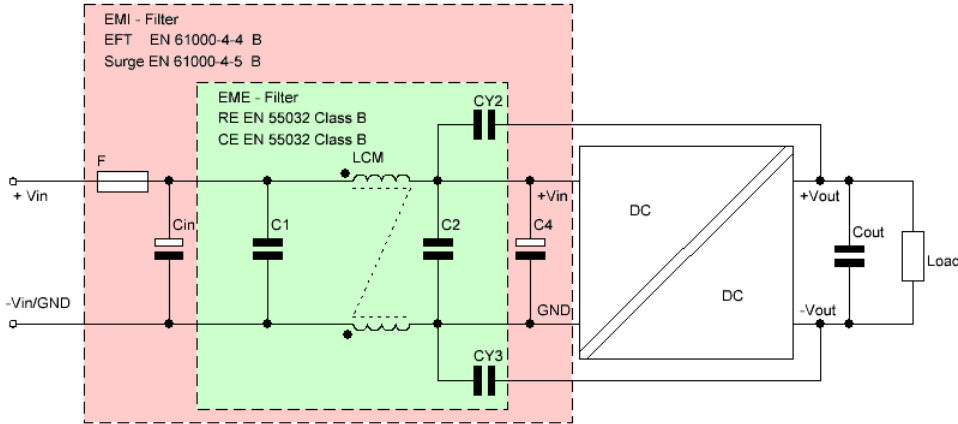 EMI - Filter
EFT EN 61000-4-4 B
Surge EN 61000-4-5 B
EME - Filter
RE EN 55032 Class B
CE EN 55032 Class B
CY2
F
LCM
+ Vin
+Vin
+Vout
DC
Cin
C1
C2
C4
Cout
Load
-Vin/GND
GND
DC
-Vout
CY3